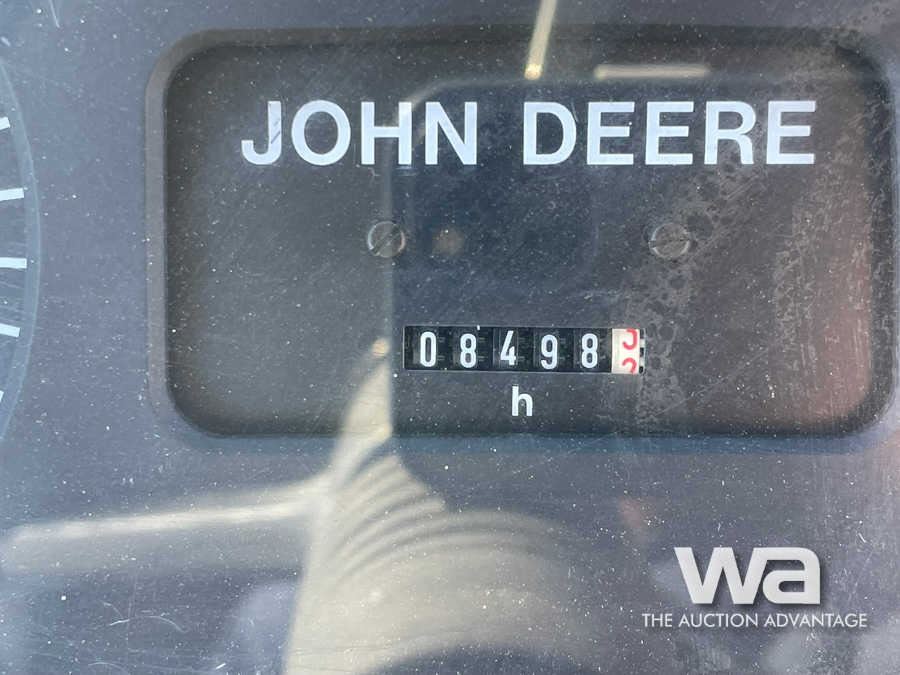 JOHN DEERE
08498
h
wa
THE AUCTION ADVANTAGE